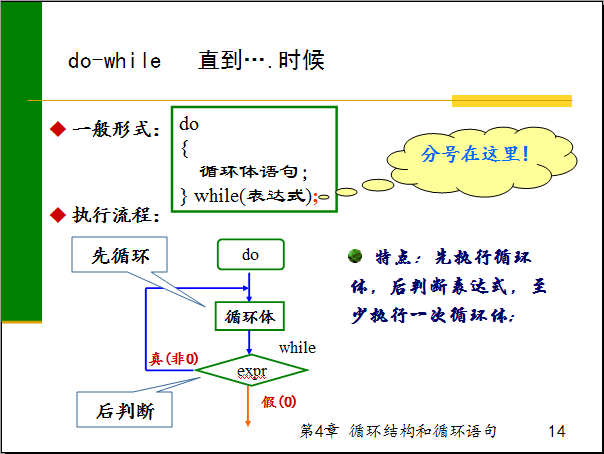 do-while 直到….时候
◆ 一般形式：
do
{
循环体语句；
} while(表达式);
分号在这里！
◆ 执行流程：
先循环
do
循环体
while
真(非0)
expr
后判断
假(0)
特点：先执行循环
体，后判断表达式，至
少执行一次循环体；
第4章 循环结构和循环语句
14